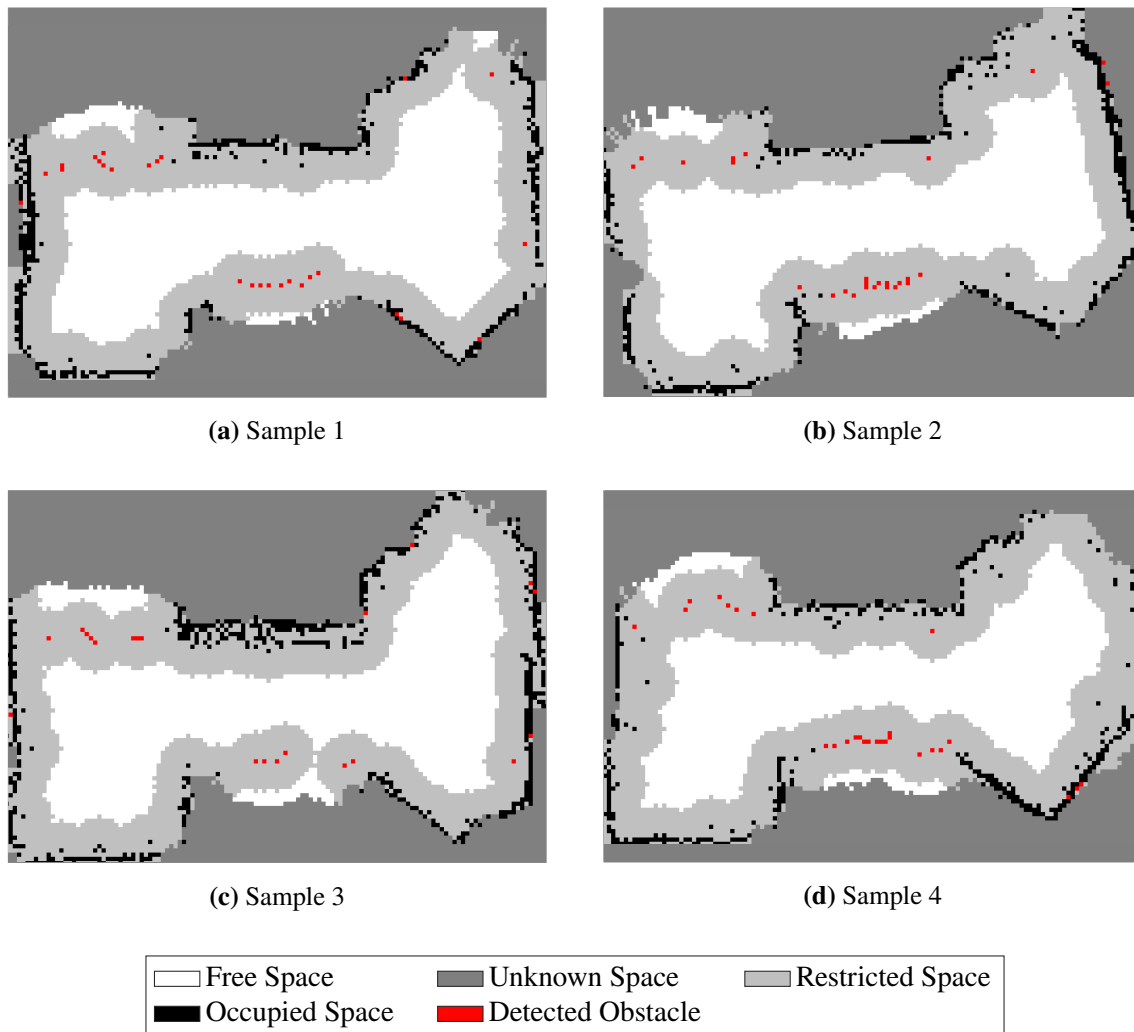 (a) Sample 1
(b) Sample 2
(c) Sample 3
(d) Sample 4
Free Space Unknown Space Restricted Space
Occupied Space Detected Obstacle